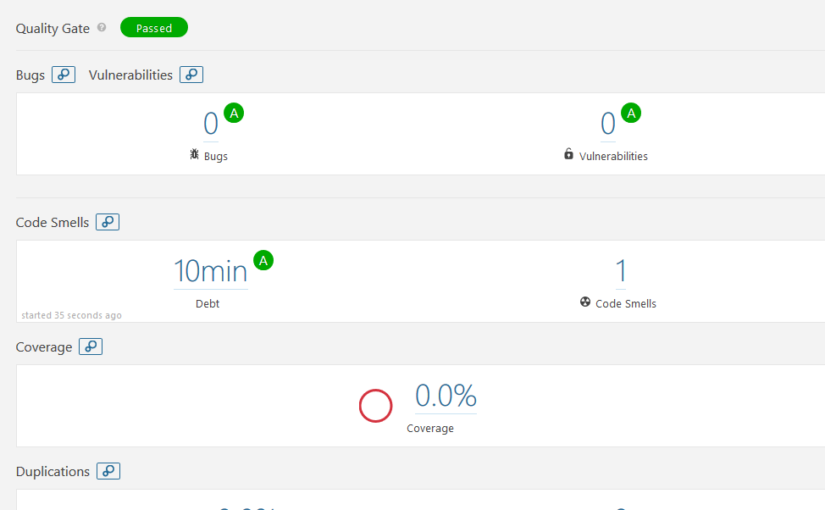 Quality Gate ? Passed
Bugs Vulnerabilities
0 A 0 A
Bugs Vulnerabilities
Code Smells
10min A 1
Debt Code Smells
started 35 seconds ago
Coverage
0.0%
Coverage
Duplications